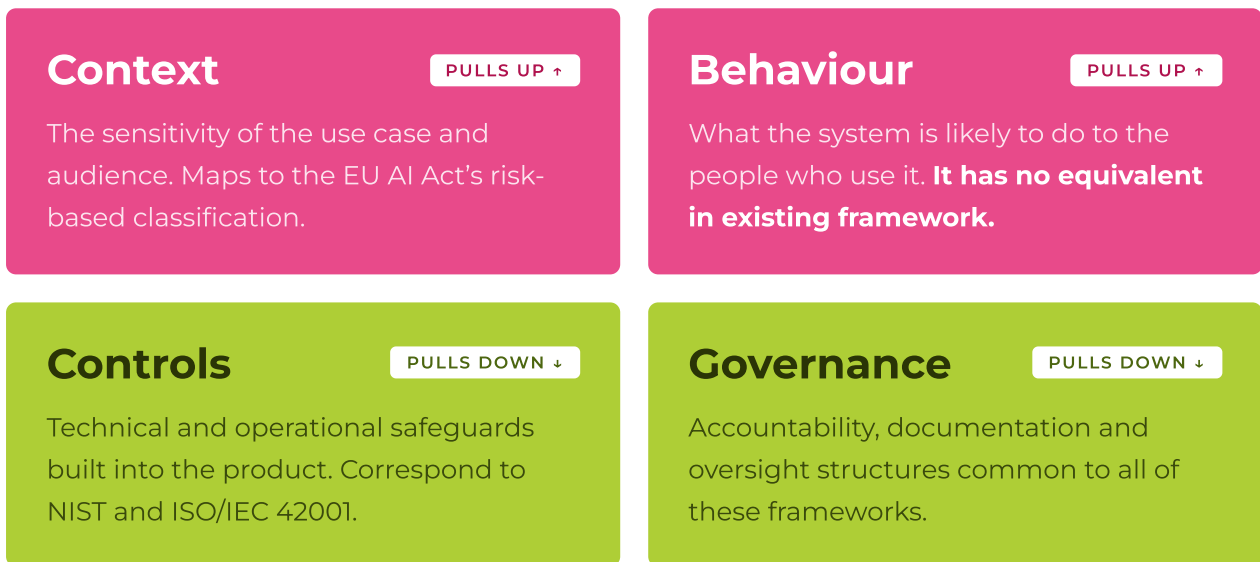 Context
PULLS UP ↑
The sensitivity of the use case and
audience. Maps to the EU AI Act’s risk-
based classification.
Behaviour
PULLS UP ↑
What the system is likely to do to the
people who use it. It has no equivalent
in existing framework.
Controls
PULLS DOWN ↓
Technical and operational safeguards
built into the product. Correspond to
NIST and ISO/IEC 42001.
Governance
PULLS DOWN ↓
Accountability, documentation and
oversight structures common to all of
these frameworks.